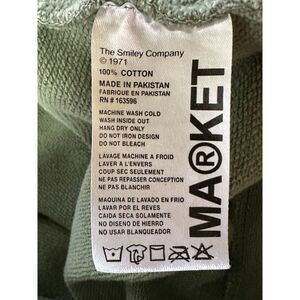 The Smiley Company
© 1971
100% COTTON
MADE IN PAKISTAN
FABRIQUE EN PAKISTAN
RN # 163596
MACHINE WASH COLD
WASH INSIDE OUT
HANG DRY ONLY
DO NOT IRON DESIGN
DO NOT BLEACH
LAVAGE MACHINE A FROID
LAVER A L'ENVERS
COUP SEC SEULEMENT
NE PAS REPASSER CONCEPTION
NE PAS BLANCHIR
MAQUINA DE LAVADO EN FRIO
LAVAR POR EL REVES
CAIDA SECA SOLAMENTE
NO DISENO DE HIERRO
NO USAR BLANQUEADOR
MA®KET